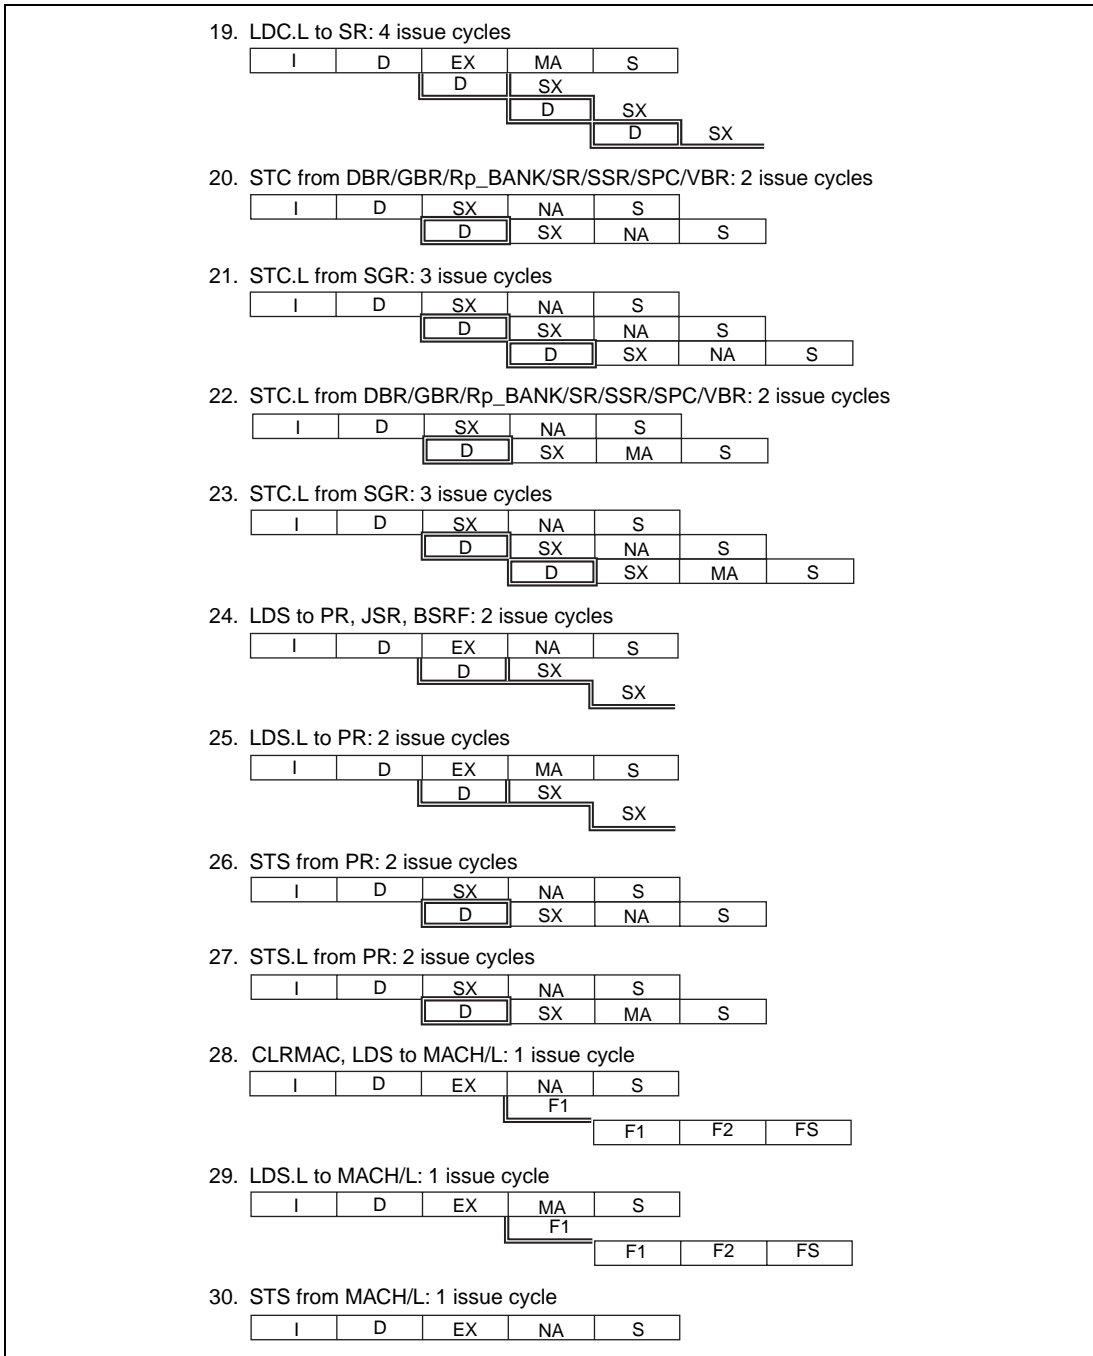 19. LDC.L to SR: 4 issue cycles
I D EX MA S
D SX
D SX
D SX
20. STC from DBR/GBR/Rp_BANK/SR/SSR/SPC/VBR: 2 issue cycles
I D SX NA S
D SX NA S
21. STC.L from SGR: 3 issue cycles
I D SX NA S
D SX NA S
D SX NA S
22. STC.L from DBR/GBR/Rp_BANK/SR/SSR/SPC/VBR: 2 issue cycles
I D SX NA S
D SX MA S
23. STC.L from SGR: 3 issue cycles
I D SX NA S
D SX NA S
D SX MA S
24. LDS to PR, JSR, BSRF: 2 issue cycles
I D EX NA S
D SX
SX
25. LDS.L to PR: 2 issue cycles
I D EX MA S
D SX
SX
26. STS from PR: 2 issue cycles
I D SX NA S
D SX NA S
27. STS.L from PR: 2 issue cycles
I D SX NA S
D SX MA S
28. CLRMAC, LDS to MACH/L: 1 issue cycle
I D EX NA S
F1
F1 F2 FS
29. LDS.L to MACH/L: 1 issue cycle
I D EX MA S
F1
F1 F2 FS
30. STS from MACH/L: 1 issue cycle
I D EX NA S